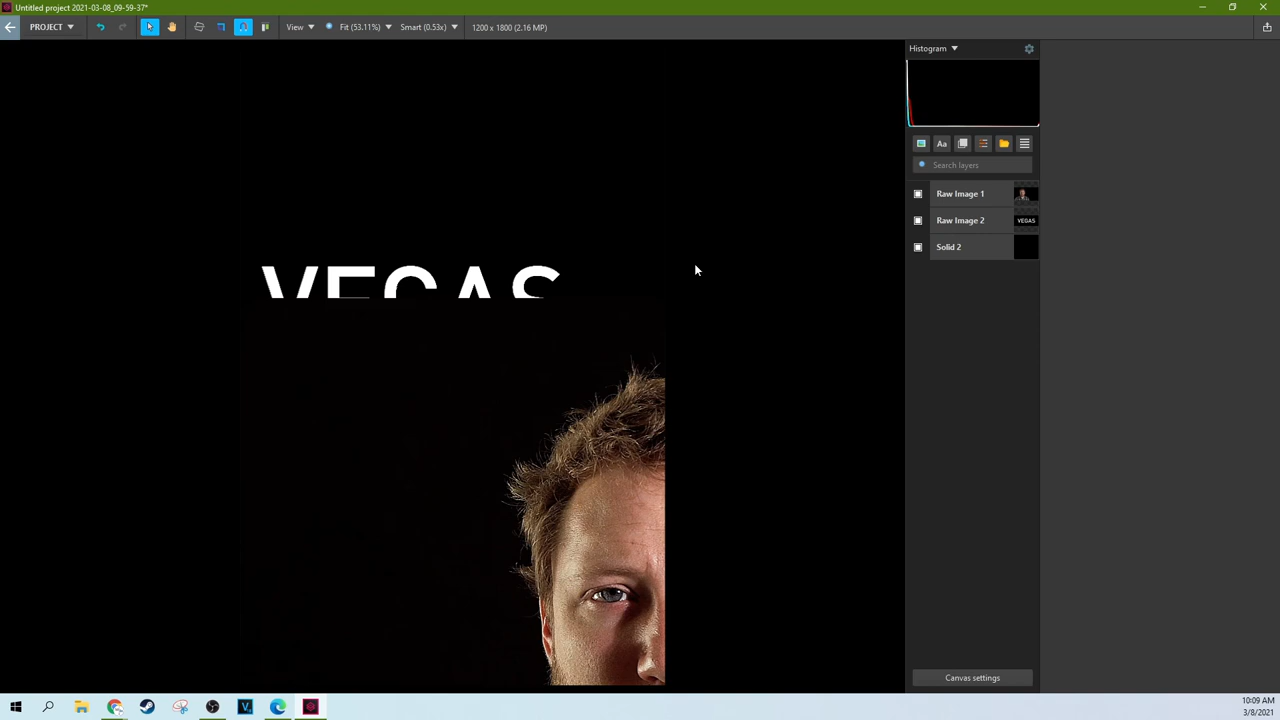 Untitled project 2021-03-08_09-59-37*
PROJECT View Fit (53.11%) Smart (0.53x) 1200 x 1800 (2.16 MP)
Histogram
Aa
Search layers
Raw Image 1
Raw Image 2 VEGAS
Solid 2
VEGAS
Canvas settings
10:09 AM
3/8/2021